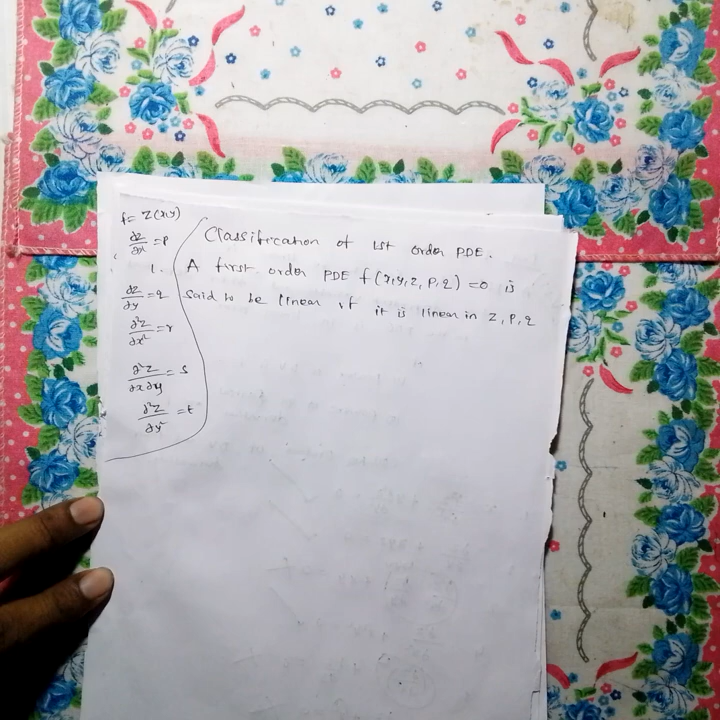 f = Z(x,y)
∂z/∂x = P
∂z/∂y = q
∂²z/∂x² = r
∂²z/∂x∂y = s
∂²z/∂y² = t
Classification of 1st order PDE.
1. A first order PDE f(x,y,z,p,q) = 0 is
said to be linear if it is linear in z, p, q